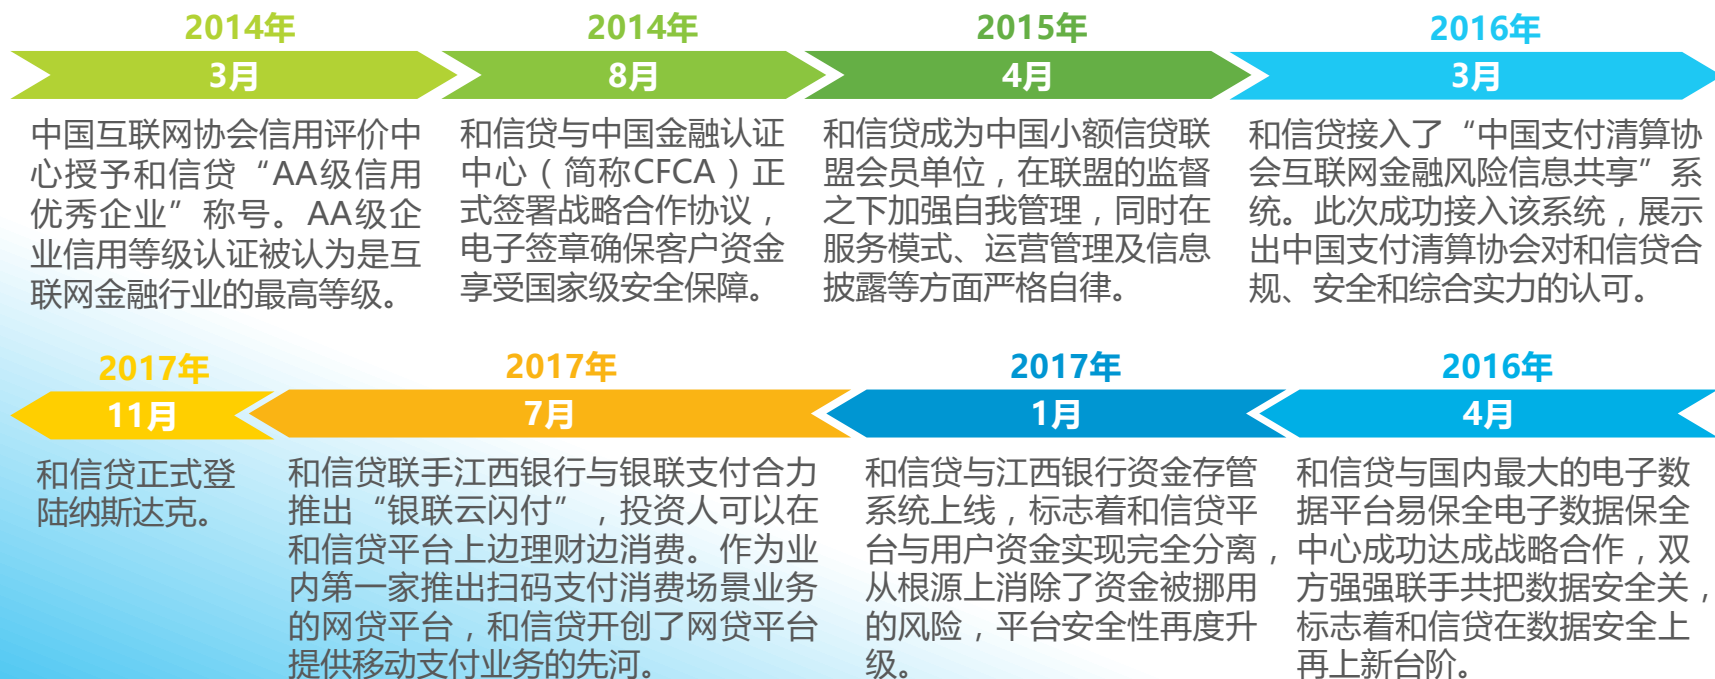 2014年
3月
中国互联网协会信用评价中
心授予和信贷“AA级信用
优秀企业”称号。AA级企
业信用等级认证被认为是互
联网金融行业的最高等级。
2014年
8月
和信贷与中国金融认证
中心（简称CFCA）正
式签署战略合作协议，
电子签章确保客户资金
享受国家级安全保障。
2015年
4月
和信贷成为中国小额信贷联
盟会员单位，在联盟的监督
之下加强自我管理，同时在
服务模式、运营管理及信息
披露等方面严格自律。
2016年
3月
和信贷接入了“中国支付清算协
会互联网金融风险信息共享”系
统。此次成功接入该系统，展示
出中国支付清算协会对和信贷合
规、安全和综合实力的认可。
2016年
4月
和信贷与国内最大的电子数
据平台易保全电子数据保全
中心成功达成战略合作，双
方强强联手共把数据安全关，
标志着和信贷在数据安全上
再上新台阶。
2017年
1月
和信贷与江西银行资金存管
系统上线，标志着和信贷平
台与用户资金实现完全分离，
从根源上消除了资金被挪用
的风险，平台安全性再度升
级。
2017年
7月
和信贷联手江西银行与银联支付合力
推出“银联云闪付”，投资人可以在
和信贷平台上边理财边消费。作为业
内第一家推出扫码支付消费场景业务
的网贷平台，和信贷开创了网贷平台
提供移动支付业务的先河。
2017年
11月
和信贷正式登
陆纳斯达克。